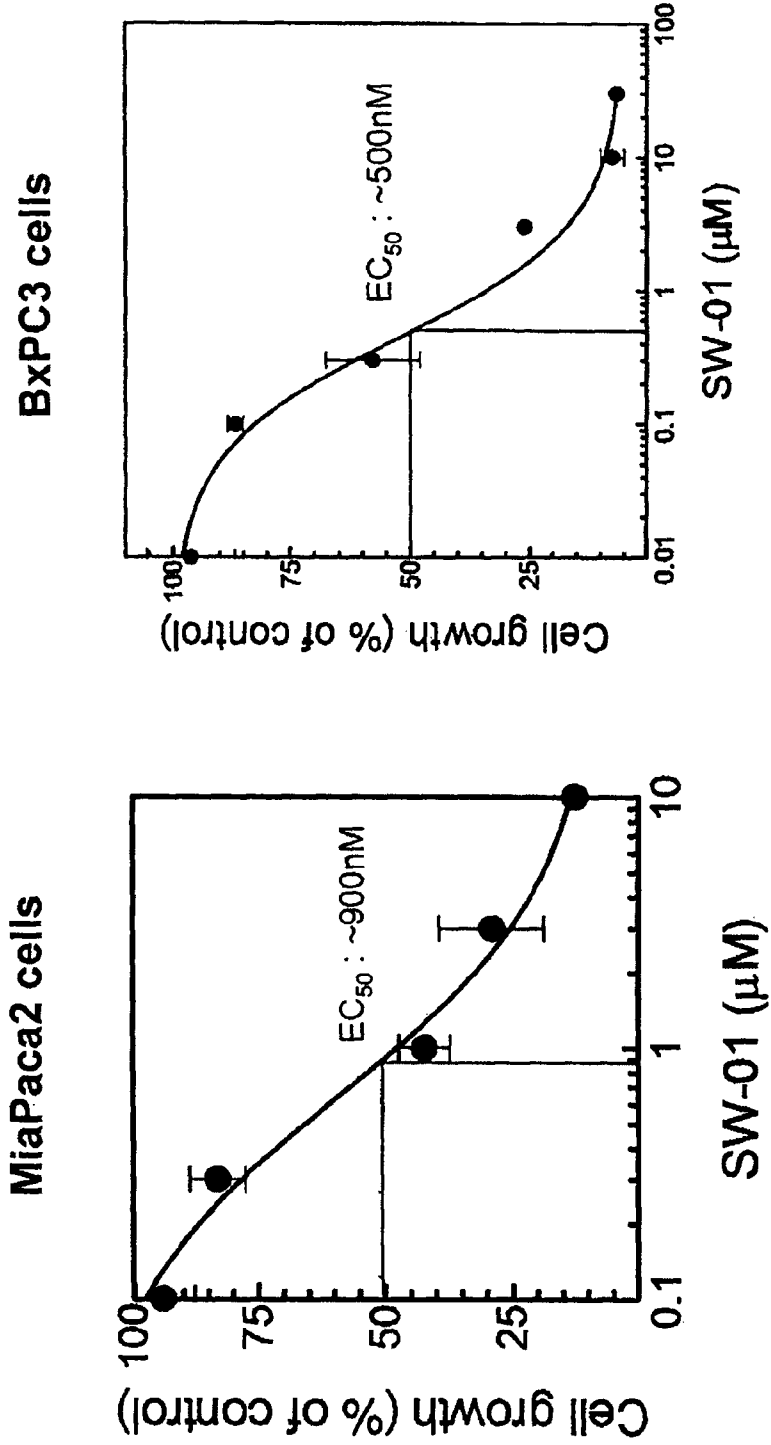 MiaPaca2 cells
Cell growth (% of control)
100
75
50
25
EC50 : ~900nM
0.1
1
10
SW-01 (µM)
BxPC3 cells
Cell growth (% of control)
100
75
50
25
EC50 : ~500nM
0.01
0.1
1
10
100
SW-01 (µM)